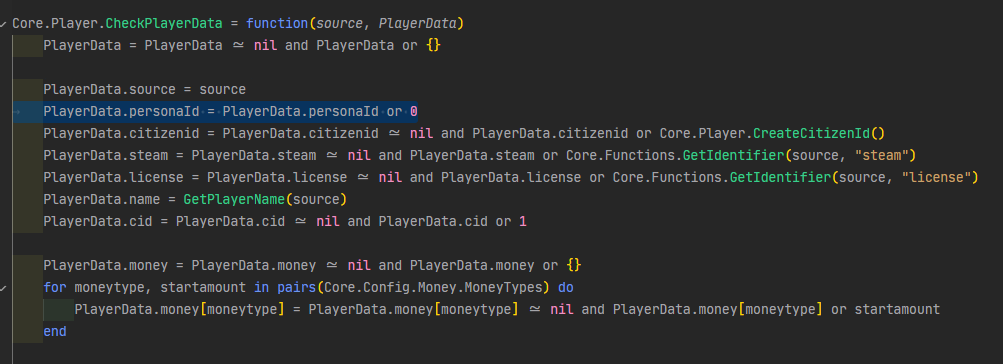 Core.Player.CheckPlayerData = function(source, PlayerData)
PlayerData = PlayerData ~= nil and PlayerData or {}
PlayerData.source = source
PlayerData.personaId = PlayerData.personaId or 0
PlayerData.citizenid = PlayerData.citizenid ~= nil and PlayerData.citizenid or Core.Player.CreateCitizenId()
PlayerData.steam = PlayerData.steam ~= nil and PlayerData.steam or Core.Functions.GetIdentifier(source, "steam")
PlayerData.license = PlayerData.license ~= nil and PlayerData.license or Core.Functions.GetIdentifier(source, "license")
PlayerData.name = GetPlayerName(source)
PlayerData.cid = PlayerData.cid ~= nil and PlayerData.cid or 1
PlayerData.money = PlayerData.money ~= nil and PlayerData.money or {}
for moneytype, startamount in pairs(Core.Config.Money.MoneyTypes) do
PlayerData.money[moneytype] = PlayerData.money[moneytype] ~= nil and PlayerData.money[moneytype] or startamount
end